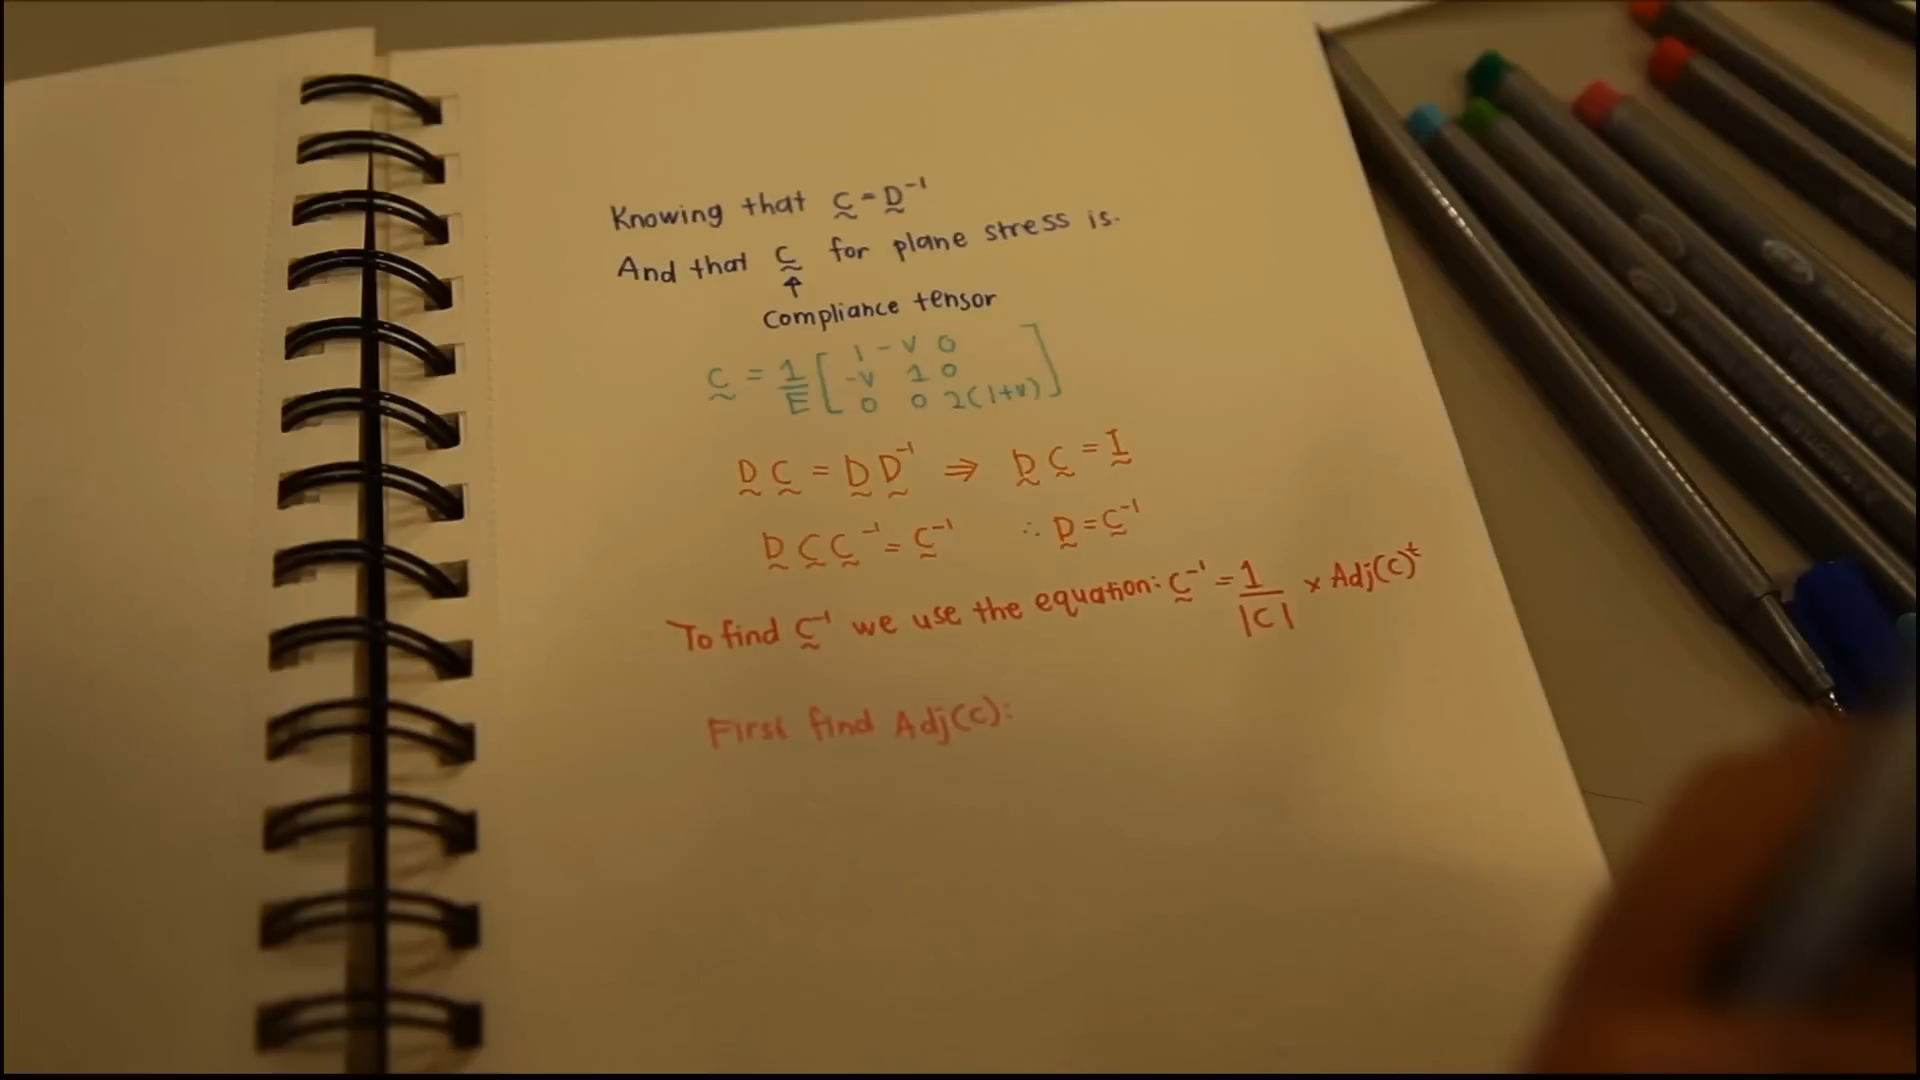 Knowing that C = D⁻¹
And that C for plane stress is.
↑
Compliance tensor
C = 1/E [ 1 -ν 0
-ν 1 0
0 0 2(1+ν) ]
D C = D D⁻¹ ⇒ D C = I
D C C⁻¹ = C⁻¹ ∴ D = C⁻¹
To find C⁻¹ we use the equation: C⁻¹ = 1/|C| × Adj(C)ᵗ
First find Adj(C):